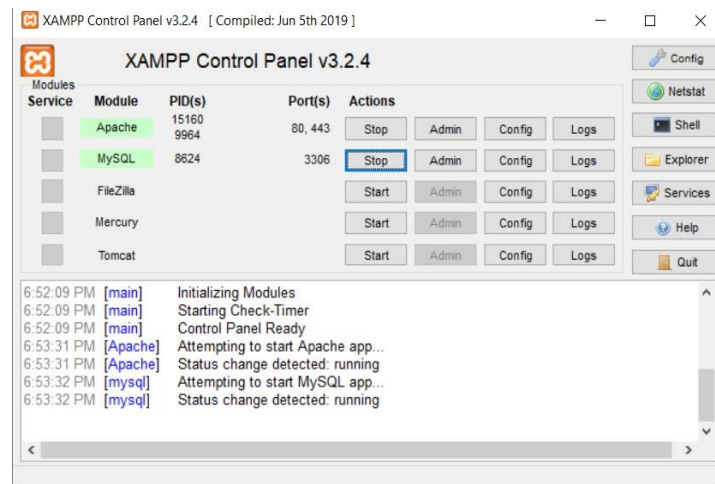 XAMPP Control Panel v3.2.4 [ Compiled: Jun 5th 2019 ]
XAMPP Control Panel v3.2.4
Config
Modules
Service Module PID(s) Port(s) Actions
Netstat
Apache 15160 9964 80, 443 Stop Admin Config Logs
Shell
MySQL 8624 3306 Stop Admin Config Logs
Explorer
FileZilla Start Admin Config Logs
Services
Mercury Start Admin Config Logs
Help
Tomcat Start Admin Config Logs
Quit
6:52:09 PM [main] Initializing Modules
6:52:09 PM [main] Starting Check-Timer
6:52:09 PM [main] Control Panel Ready
6:53:31 PM [Apache] Attempting to start Apache app...
6:53:31 PM [Apache] Status change detected: running
6:53:32 PM [mysql] Attempting to start MySQL app...
6:53:32 PM [mysql] Status change detected: running